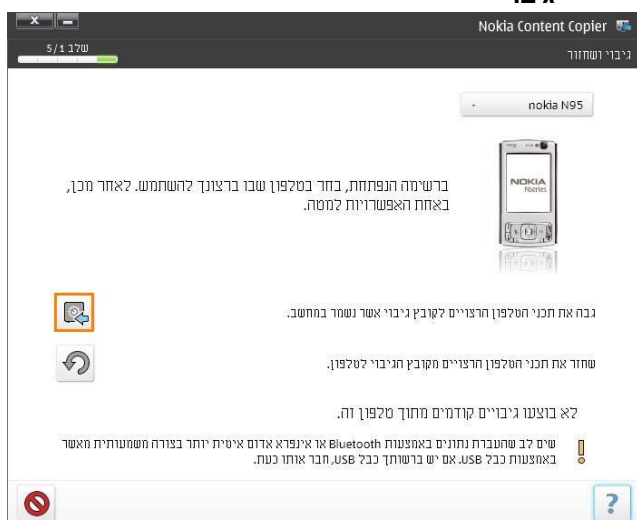 Nokia Content Copier
גיבוי ושחזור
שלב 5/1
nokia N95
NOKIA
Nseries
ברשימה הנפתחת, בחר בטלפון שבו ברצונך להשתמש. לאחר מכן,
באחת האפשרויות למטה.
גבה את תכני הטלפון הרצויים לקובץ גיבוי אשר נשמר במחשב.
שחזר את תכני הטלפון הרצויים מקובץ הגיבוי לטלפון.
לא בוצעו גיבויים קודמים מתוך טלפון זה.
שים לב שהעברת נתונים באמצעות Bluetooth או אינפרא אדום איטית יותר בצורה משמעותית מאשר
באמצעות כבל USB. אם יש ברשותך כבל USB, חבר אותו כעת.
?